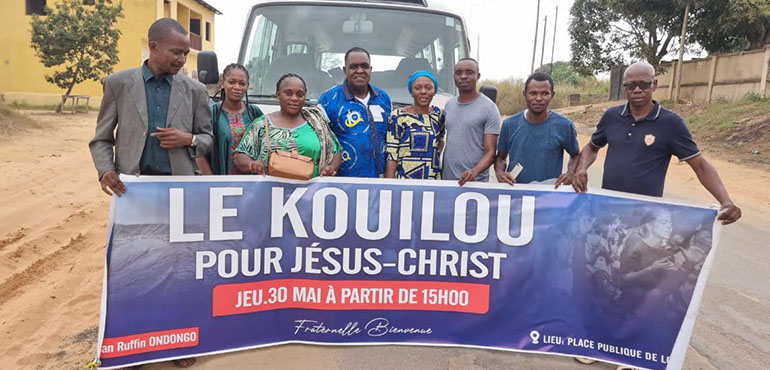 LE KOUILOU
POUR JÉSUS-CHRIST
JEU.30 MAI À PARTIR DE 15H00
Fraternelle Bienvenue
an Ruffin ONDONGO
LIEU: PLACE PUBLIQUE DE L